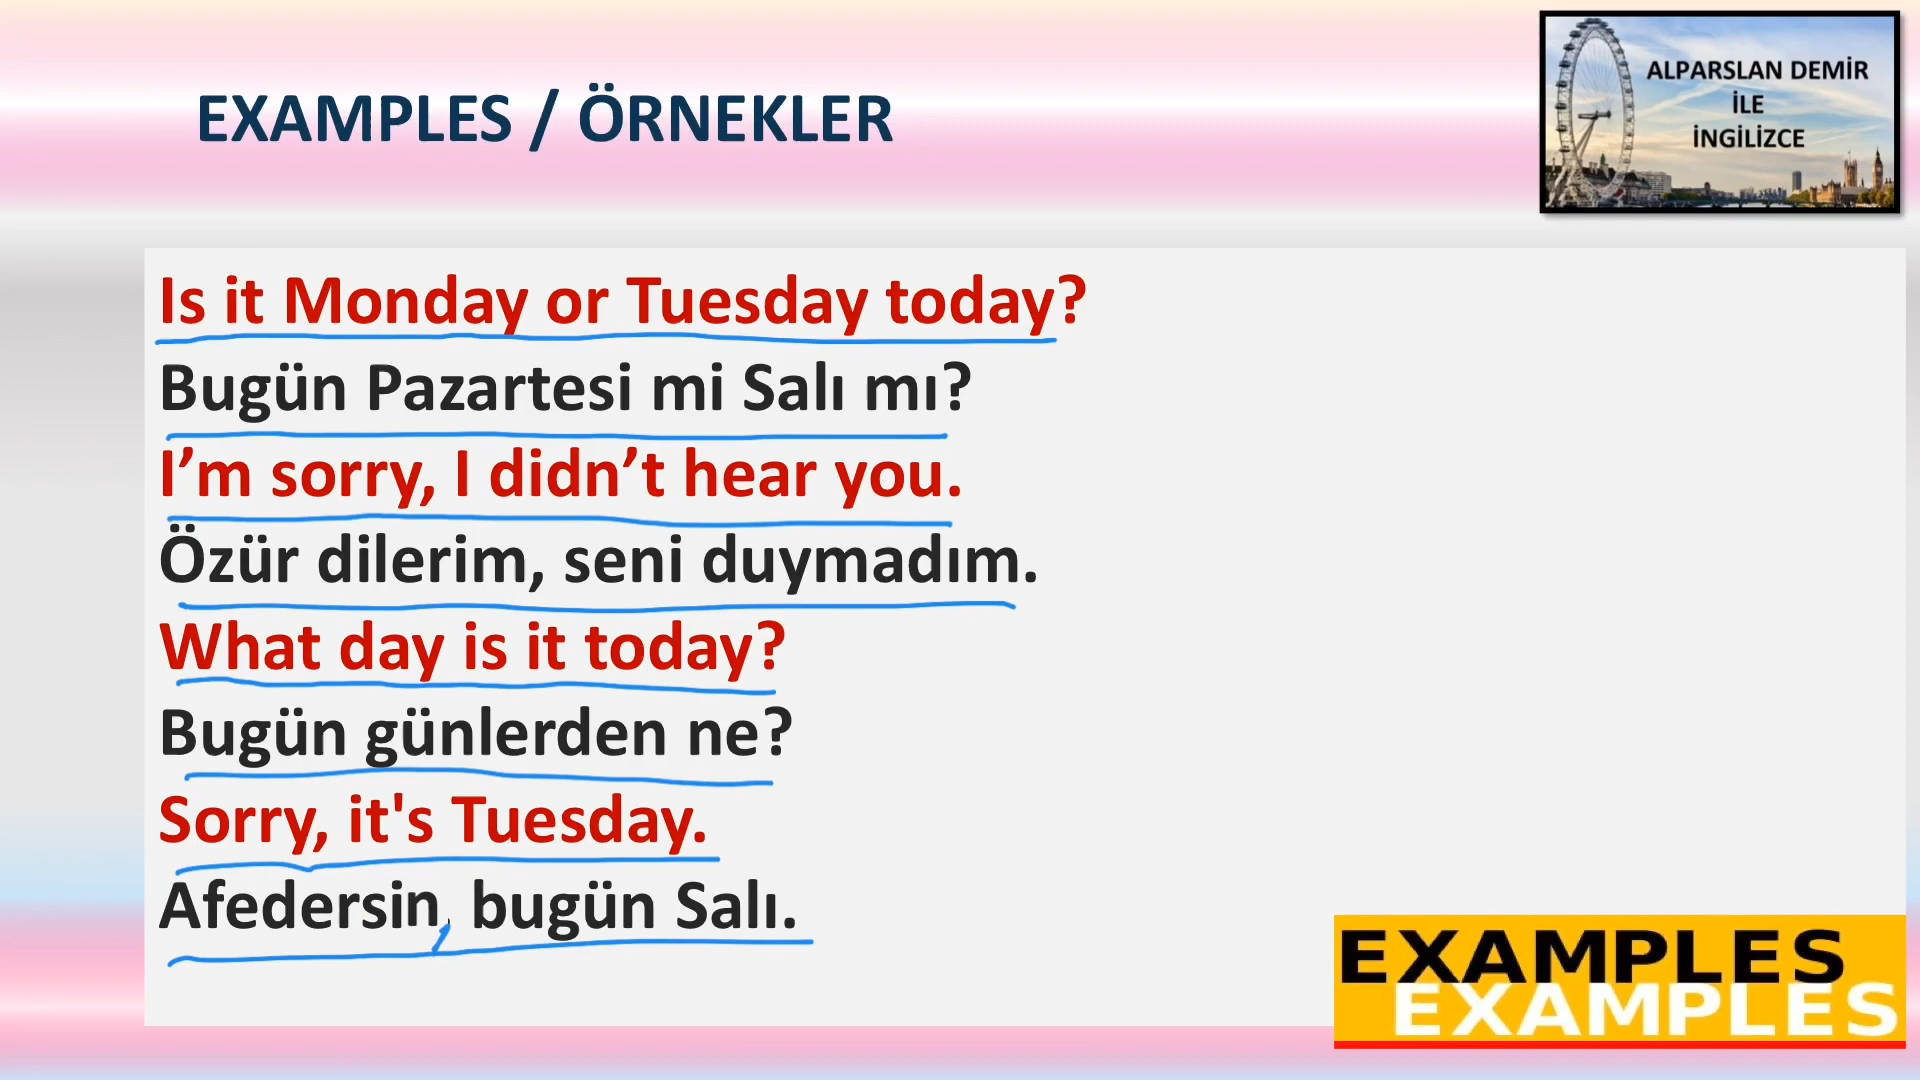 EXAMPLES / ÖRNEKLER
ALPARSLAN DEMİR
İLE
İNGİLİZCE
Is it Monday or Tuesday today?
Bugün Pazartesi mi Salı mı?
I’m sorry, I didn’t hear you.
Özür dilerim, seni duymadım.
What day is it today?
Bugün günlerden ne?
Sorry, it's Tuesday.
Afedersin, bugün Salı.
EXAMPLES
EXAMPLES